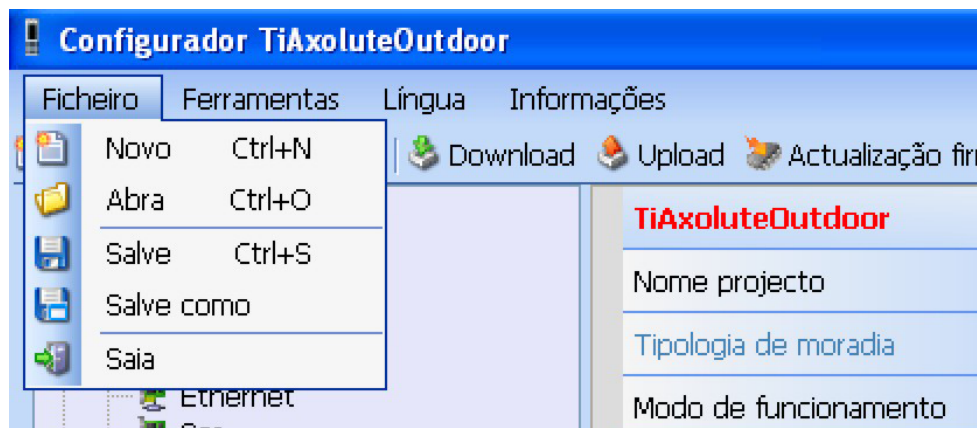 Configurador TiAxoluteOutdoor
Ficheiro Ferramentas Língua Informações
Download Upload Actualização
Novo Ctrl+N
Abra Ctrl+O
Salve Ctrl+S
Salve como
Saia
Ethernet
TiAxoluteOutdoor
Nome projecto
Tipologia de moradia
Modo de funcionamento